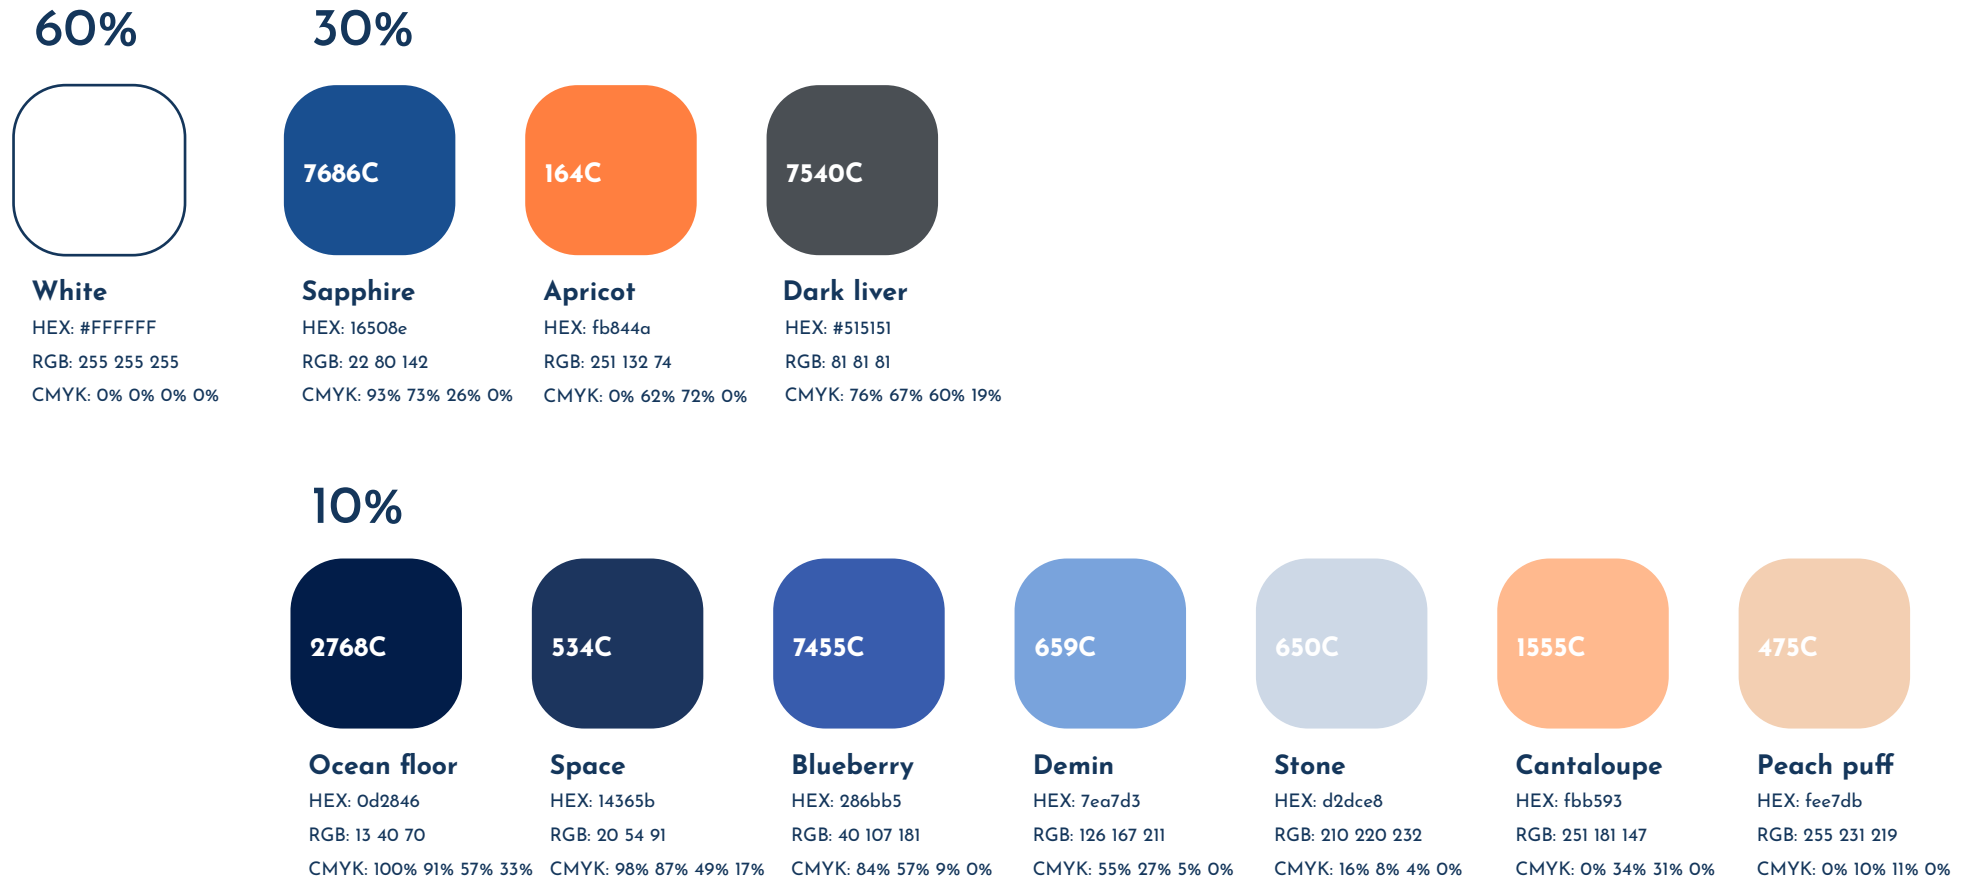 60%
30%
7686C
164C
7540C
White
HEX: #FFFFFF
RGB: 255 255 255
CMYK: 0% 0% 0% 0%
Sapphire
HEX: 16508e
RGB: 22 80 142
CMYK: 93% 73% 26% 0%
Apricot
HEX: fb844a
RGB: 251 132 74
CMYK: 0% 62% 72% 0%
Dark liver
HEX: #515151
RGB: 81 81 81
CMYK: 76% 67% 60% 19%
10%
2768C
534C
7455C
659C
650C
1555C
475C
Ocean floor
HEX: 0d2846
RGB: 13 40 70
CMYK: 100% 91% 57% 33%
Space
HEX: 14365b
RGB: 20 54 91
CMYK: 98% 87% 49% 17%
Blueberry
HEX: 286bb5
RGB: 40 107 181
CMYK: 84% 57% 9% 0%
Demin
HEX: 7ea7d3
RGB: 126 167 211
CMYK: 55% 27% 5% 0%
Stone
HEX: d2dce8
RGB: 210 220 232
CMYK: 16% 8% 4% 0%
Cantaloupe
HEX: fbb593
RGB: 251 181 147
CMYK: 0% 34% 31% 0%
Peach puff
HEX: fee7db
RGB: 255 231 219
CMYK: 0% 10% 11% 0%